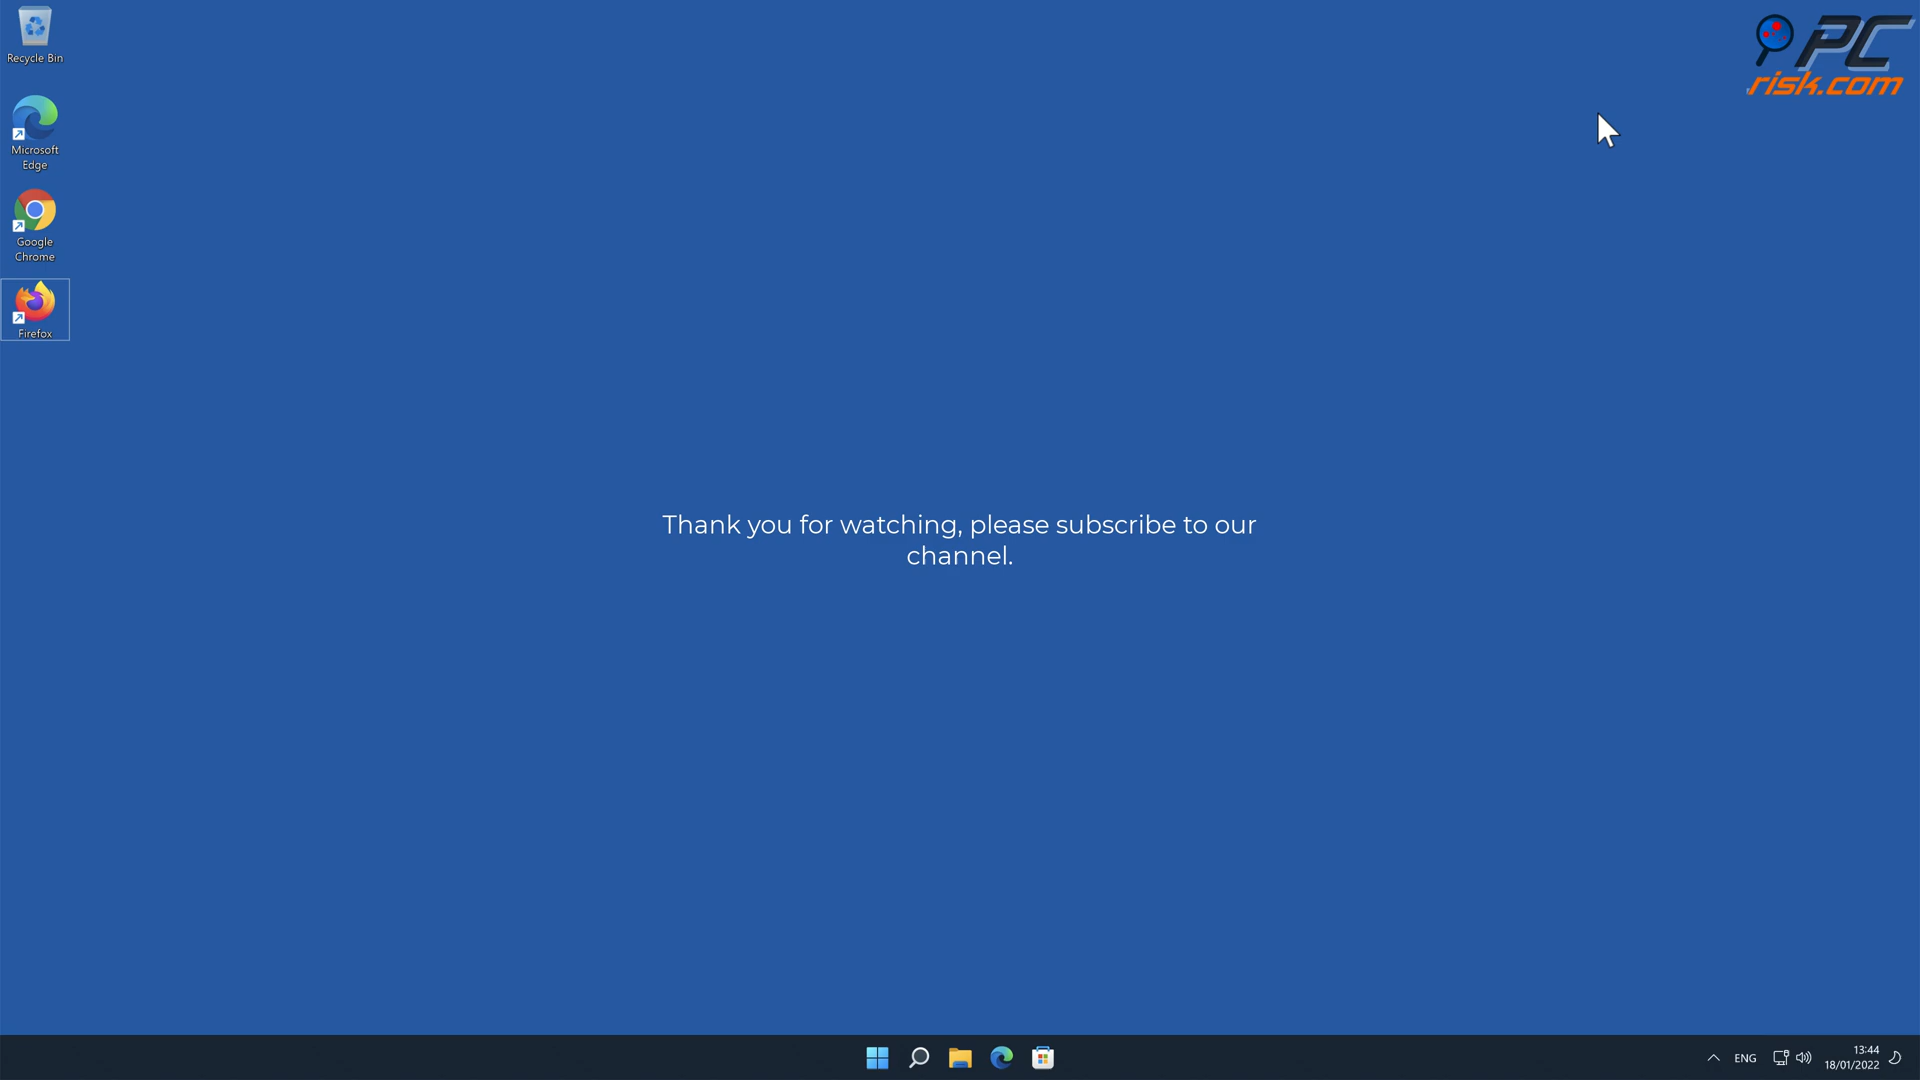 Recycle Bin
PC
risk.com
Microsoft
Edge
Google
Chrome
Firefox
Thank you for watching, please subscribe to our
channel.
ENG
13:44
18/01/2022